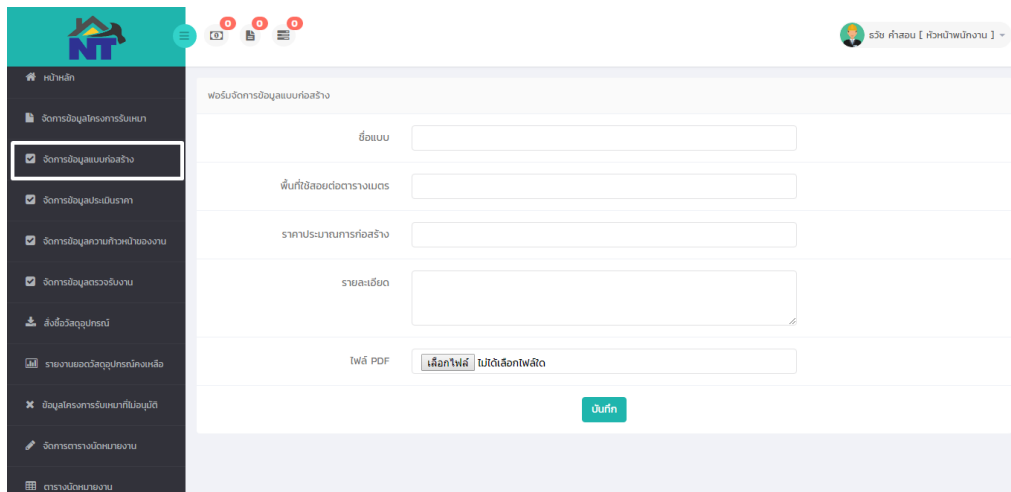 NT
0 0 0
ธวัช คำสอน [ หัวหน้าพนักงาน ]
หน้าหลัก
จัดการข้อมูลโครงการรับเหมา
จัดการข้อมูลแบบก่อสร้าง
จัดการข้อมูลประเมินราคา
จัดการข้อมูลความก้าวหน้าของงาน
จัดการข้อมูลตรวจรับงาน
สั่งซื้อวัสดุอุปกรณ์
รายงานยอดวัสดุอุปกรณ์คงเหลือ
ข้อมูลโครงการรับเหมาที่ไม่อนุมัติ
จัดการตารางนัดหมายงาน
ตารางนัดหมายงาน
ฟอร์มจัดการข้อมูลแบบก่อสร้าง
ชื่อแบบ
พื้นที่ใช้สอยต่อตารางเมตร
ราคาประมาณการก่อสร้าง
รายละเอียด
ไฟล์ PDF
เลือกไฟล์ ไม่ได้เลือกไฟล์ใด
บันทึก